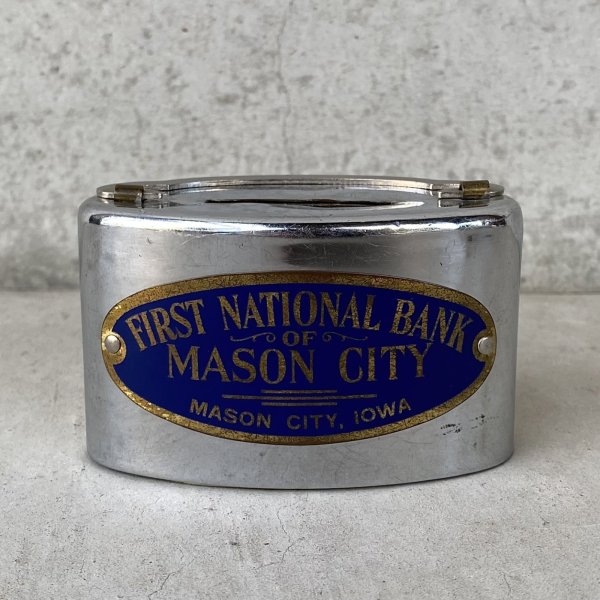 FIRST NATIONAL BANK
OF
MASON CITY
MASON CITY, IOWA